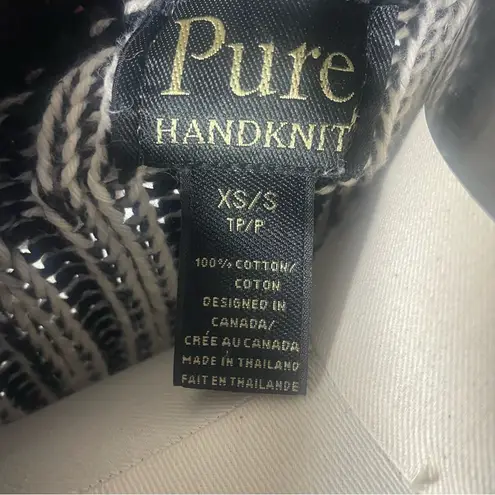 Pure
HANDKNIT
XS/S
TP/P
100% COTTON/
COTON
DESIGNED IN
CANADA/
CRÉE AU CANADA
MADE IN THAILAND
FAIT EN THAILANDE